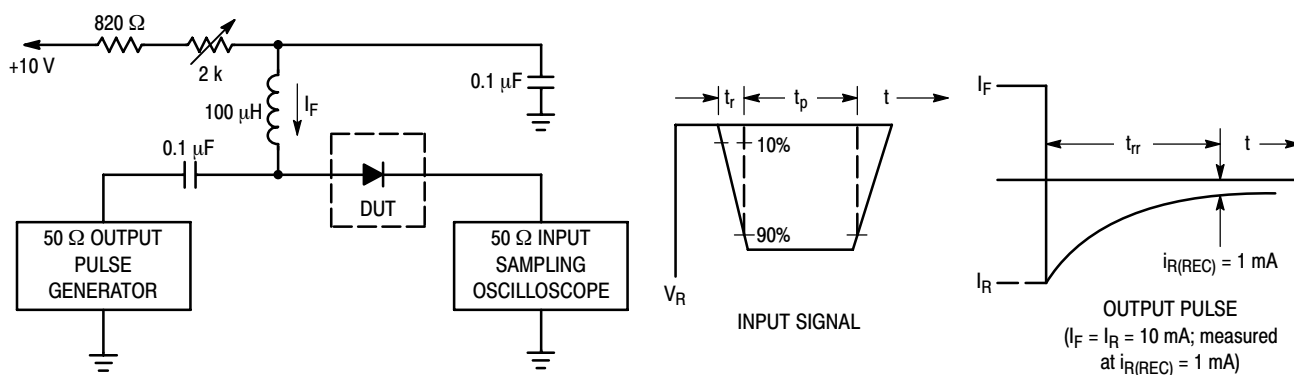 820 Ω
+10 V
2 k
100 μH
I_F
0.1 μF
0.1 μF
DUT
50 Ω OUTPUT
PULSE
GENERATOR
50 Ω INPUT
SAMPLING
OSCILLOSCOPE
t_r
t_p
t
10%
90%
V_R
INPUT SIGNAL
I_F
t_rr
t
I_R
i_R(REC) = 1 mA
OUTPUT PULSE
(I_F = I_R = 10 mA; measured
at i_R(REC) = 1 mA)